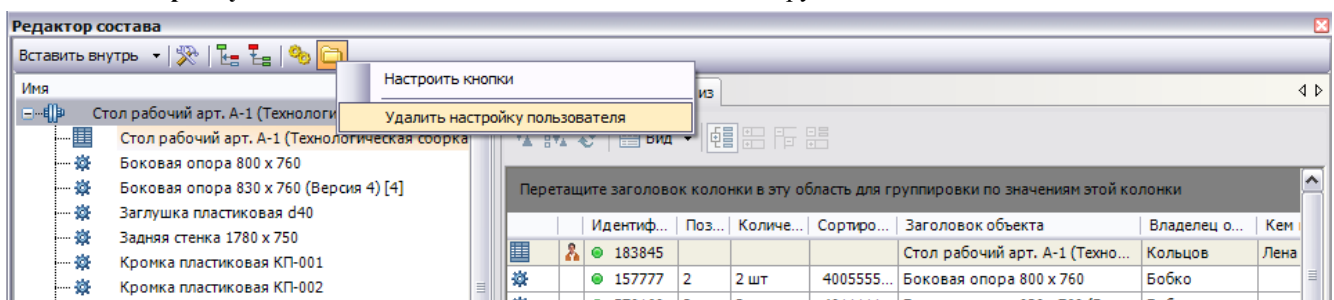 Редактор состава
Вставить внутрь
Настроить кнопки
Удалить настройку пользователя
Имя
из
Стол рабочий арт. А-1 (Технологи
Стол рабочий арт. А-1 (Технологическая сборка
Вид
Боковая опора 800 х 760
Боковая опора 830 х 760 (Версия 4) [4]
Заглушка пластиковая d40
Задняя стенка 1780 х 750
Кромка пластиковая КП-001
Кромка пластиковая КП-002
Перетащите заголовок колонки в эту область для группировки по значениям этой колонки
Идентиф... Поз... Количе... Сортиро... Заголовок объекта Владелец о... Кем
183845 Стол рабочий арт. А-1 (Техно... Кольцов Лена
157777 2 2 шт 4005555... Боковая опора 800 х 760 Бобко